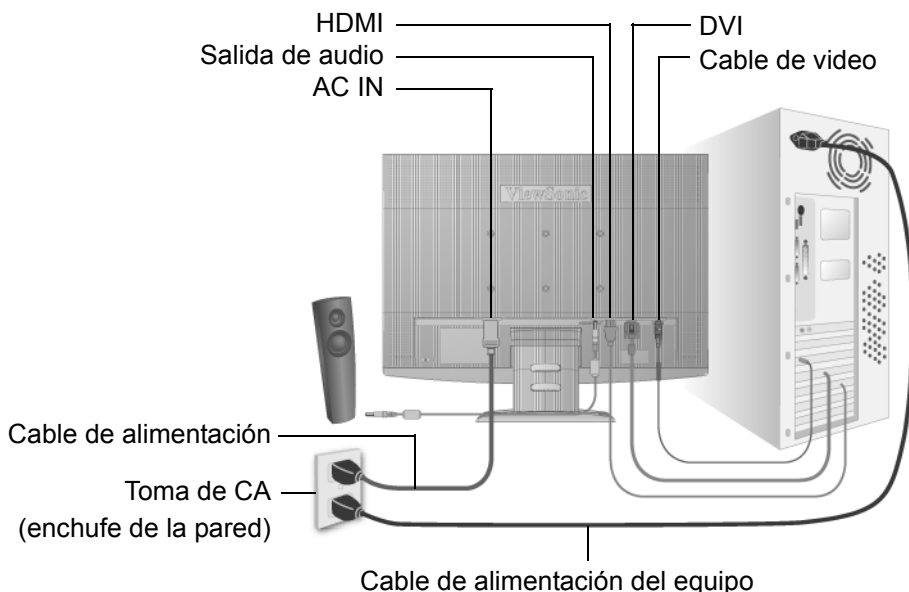 HDMI
DVI
Salida de audio
Cable de video
AC IN
ViewSonic
Cable de alimentación
Toma de CA
(enchufe de la pared)
Cable de alimentación del equipo